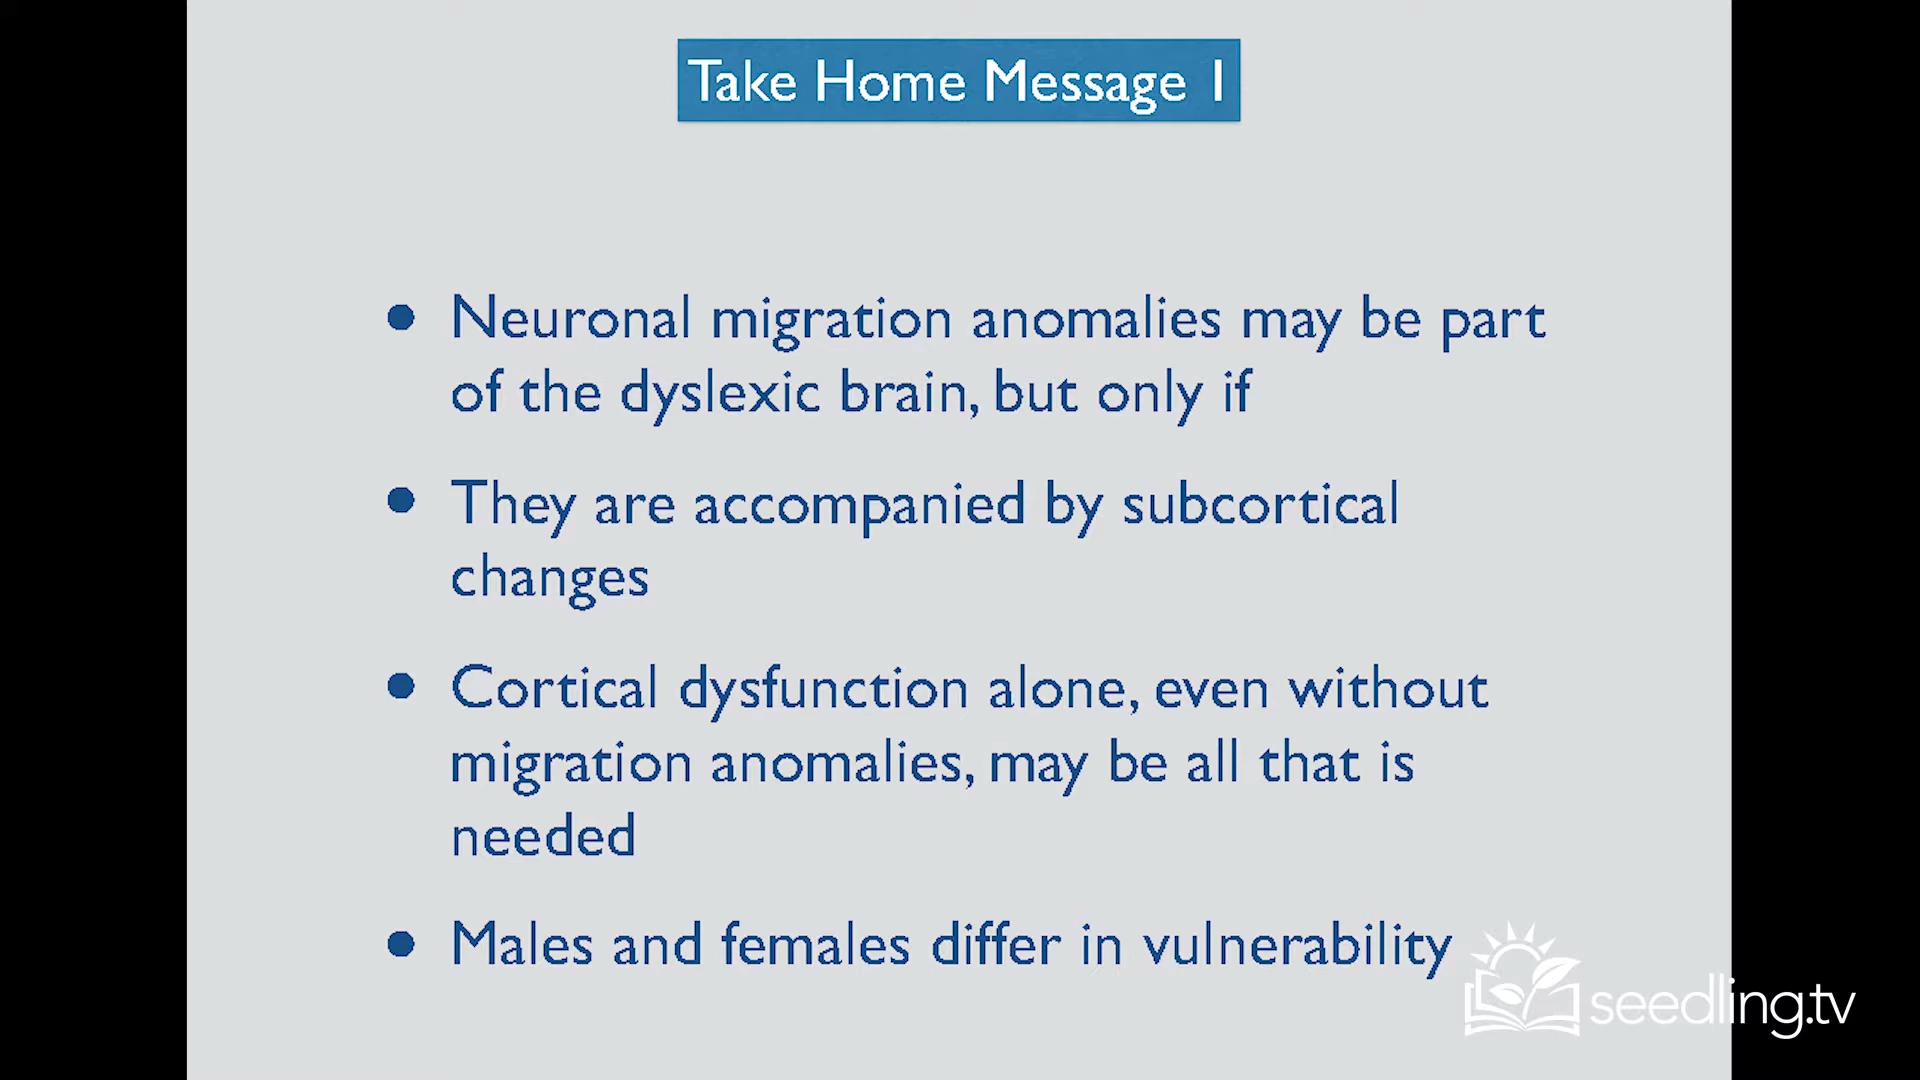 Take Home Message 1
• Neuronal migration anomalies may be part
of the dyslexic brain, but only if
• They are accompanied by subcortical
changes
• Cortical dysfunction alone, even without
migration anomalies, may be all that is
needed
• Males and females differ in vulnerability
seedling.tv